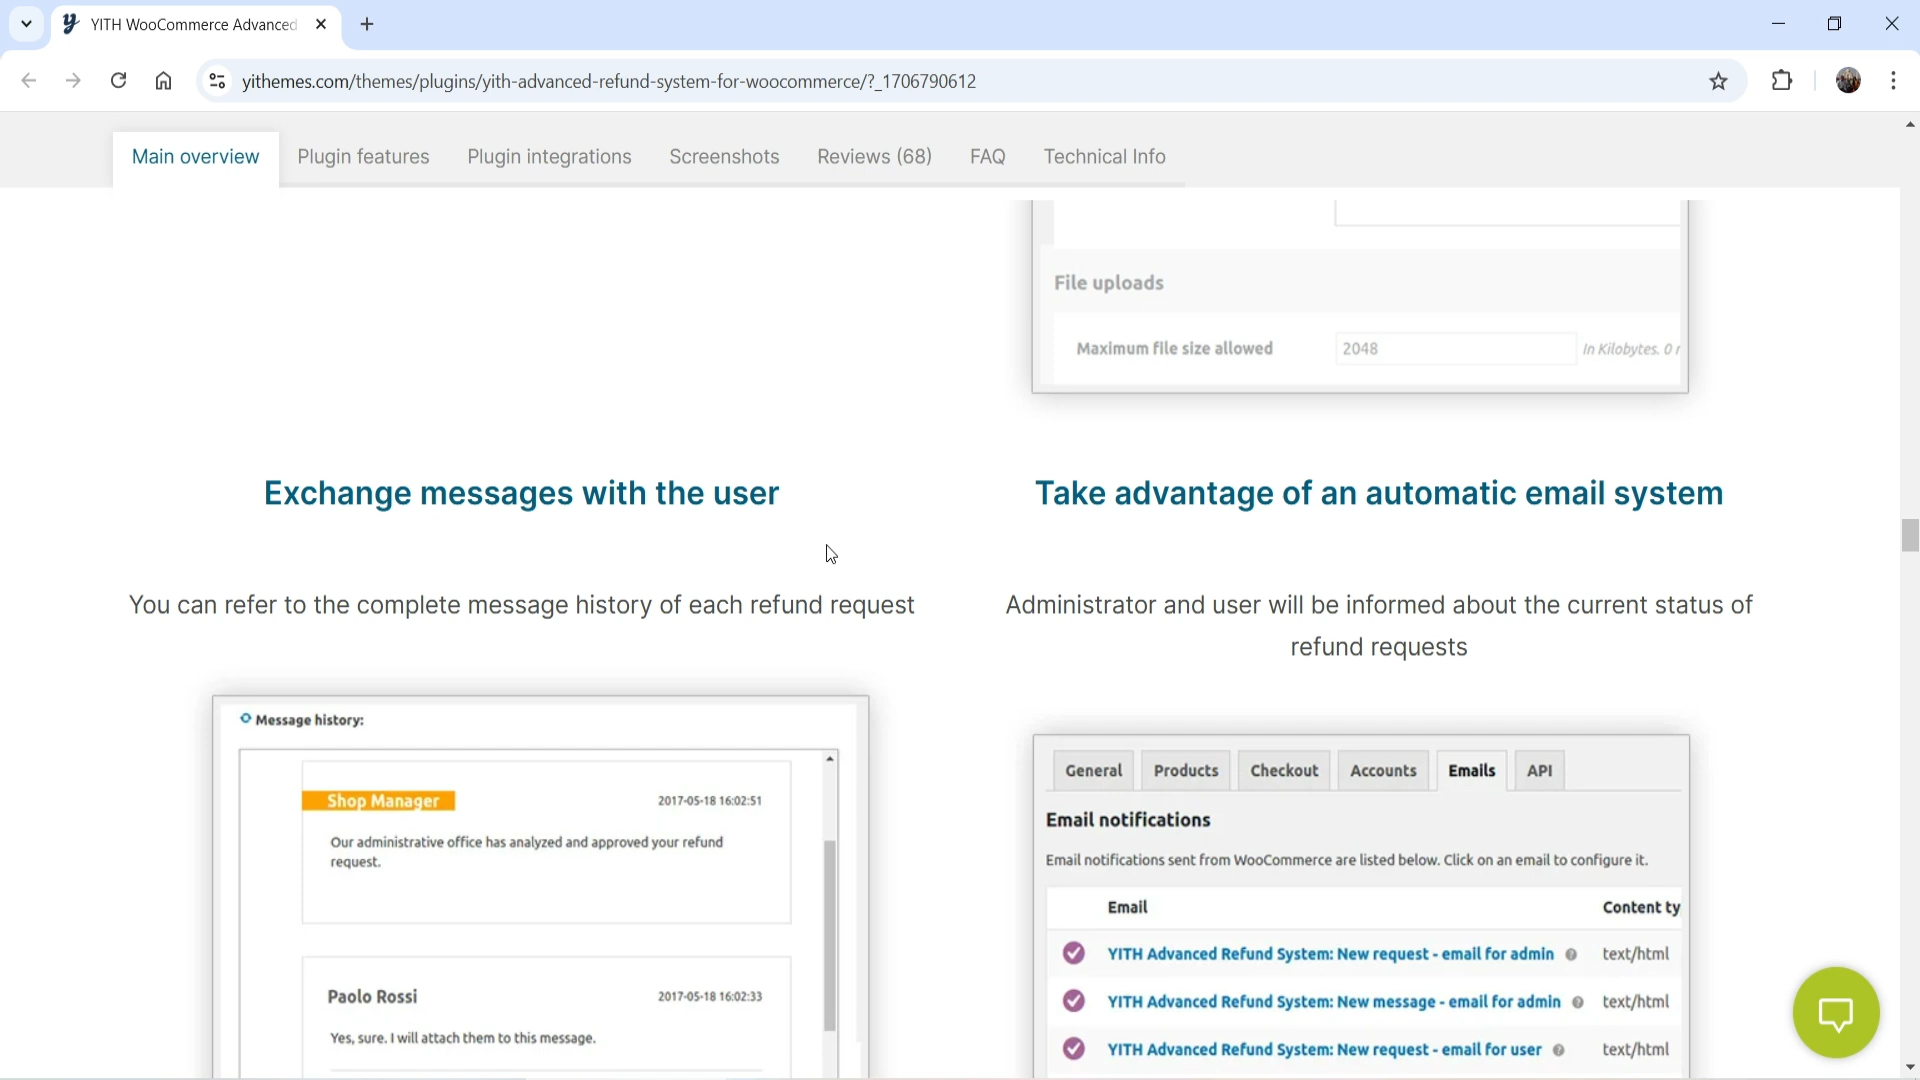 YITH WooCommerce Advanced
yithemes.com/themes/plugins/yith-advanced-refund-system-for-woocommerce/?_1706790612
Main overview
Plugin features
Plugin integrations
Screenshots
Reviews (68)
FAQ
Technical Info
File uploads
Maximum file size allowed
2048
In Kilobytes. 0
Exchange messages with the user
You can refer to the complete message history of each refund request
Message history:
Shop Manager
2017-05-18 16:02:51
Our administrative office has analyzed and approved your refund
request.
Paolo Rossi
2017-05-18 16:02:33
Yes, sure. I will attach them to this message.
Take advantage of an automatic email system
Administrator and user will be informed about the current status of
refund requests
General
Products
Checkout
Accounts
Emails
API
Email notifications
Email notifications sent from WooCommerce are listed below. Click on an email to configure it.
Email
Content ty
YITH Advanced Refund System: New request - email for admin
text/html
YITH Advanced Refund System: New message - email for admin
text/html
YITH Advanced Refund System: New request - email for user
text/html